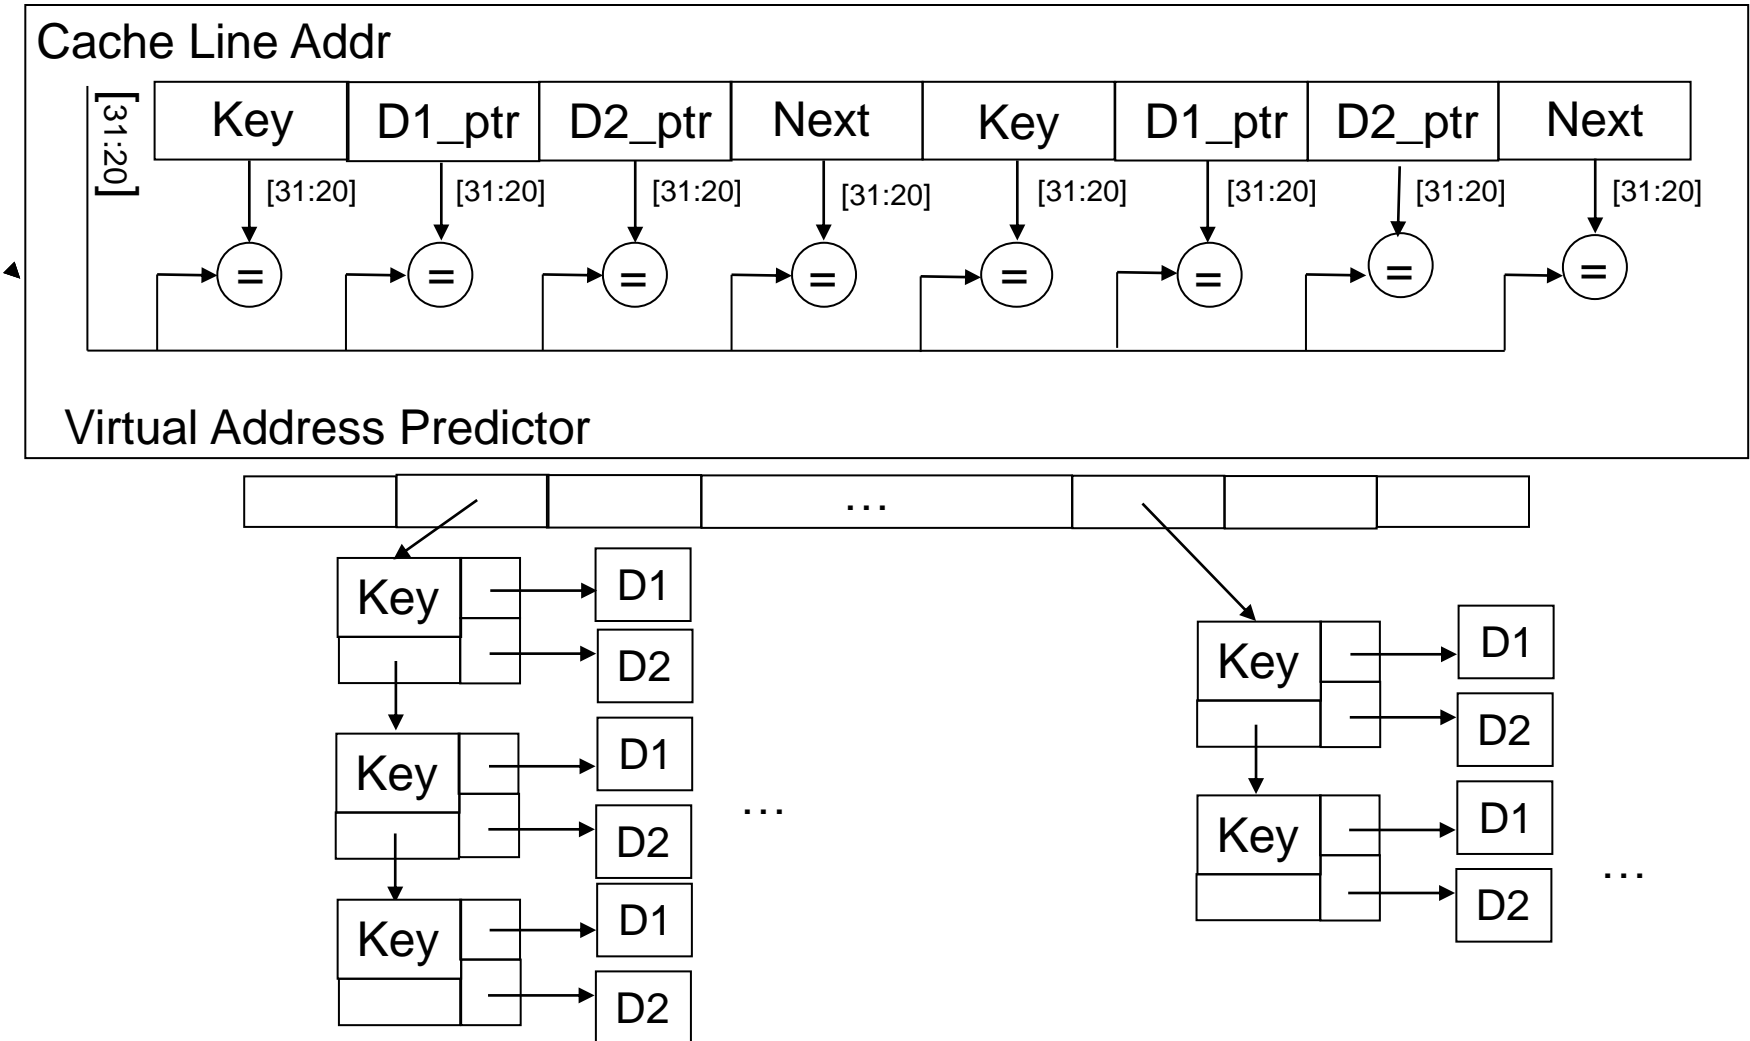 Cache Line Addr
[31:20]
Key D1_ptr D2_ptr Next Key D1_ptr D2_ptr Next
[31:20] [31:20] [31:20] [31:20] [31:20] [31:20] [31:20] [31:20]
= = = = = = = =
Virtual Address Predictor
...
Key D1
D2
Key D1
D2
Key D1
D2
...
Key D1
D2
Key D1
D2
...